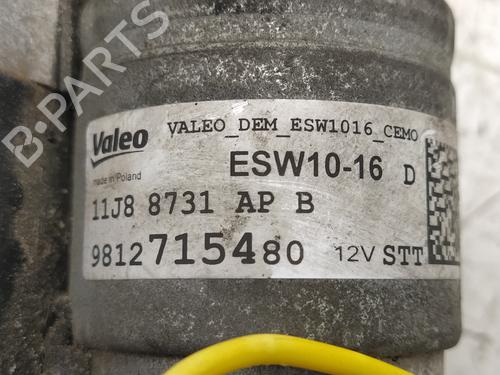 B-Parts
Valeo
VALEO_DEM_ESW1016_CEMO
made in Poland
ESW10-16 D
11J8 8731 AP B
9812715480 12V STT